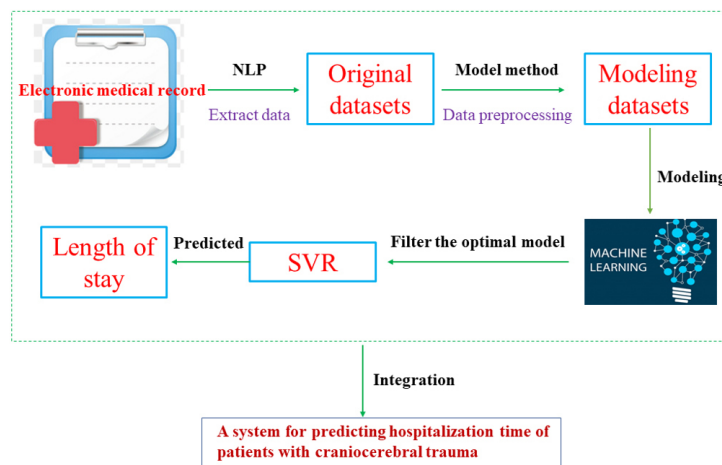 Electronic medical record
NLP
Extract data
Original
datasets
Model method
Data preprocessing
Modeling
datasets
Modeling
MACHINE
LEARNING
Filter the optimal model
SVR
Predicted
Length of
stay
Integration
A system for predicting hospitalization time of
patients with craniocerebral trauma